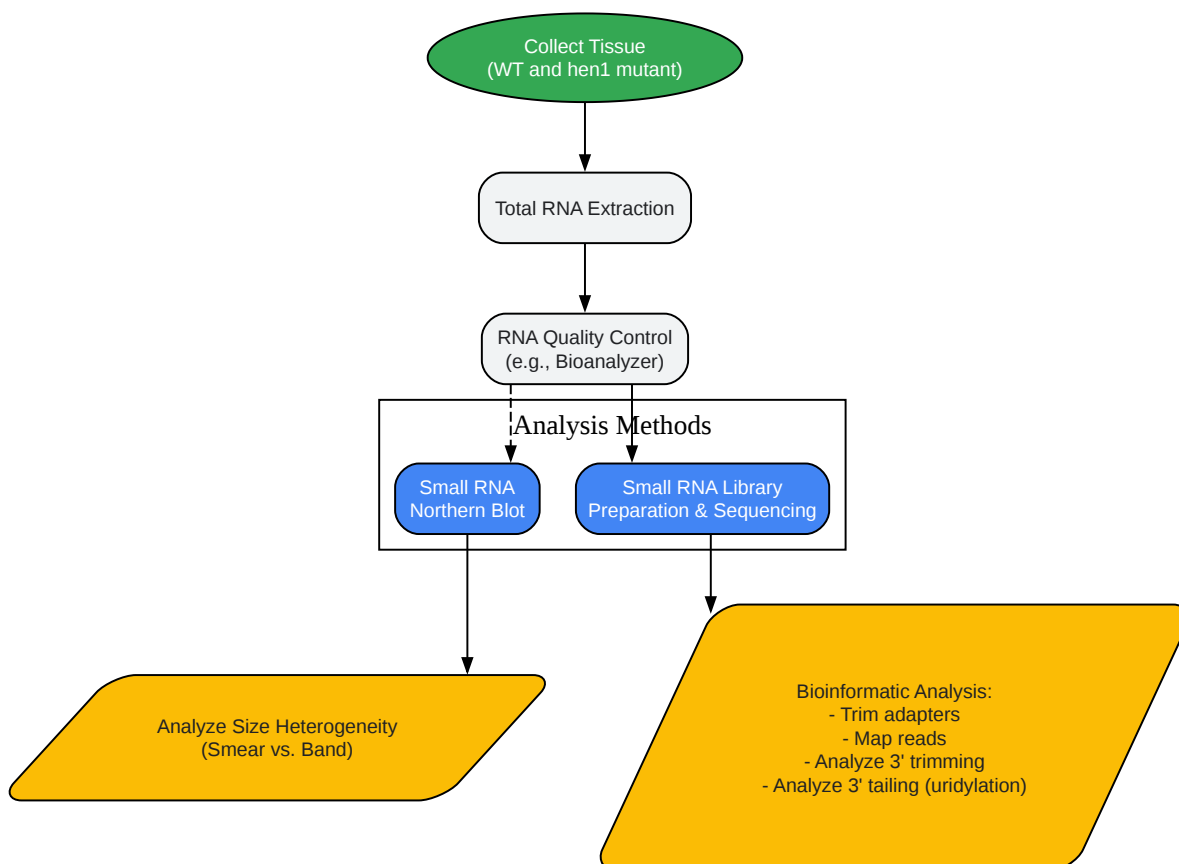 Collect Tissue
(WT and hen1 mutant)
Total RNA Extraction
RNA Quality Control
(e.g., Bioanalyzer)
Analysis Methods
Small RNA
Northern Blot
Small RNA Library
Preparation & Sequencing
Analyze Size Heterogeneity
(Smear vs. Band)
Bioinformatic Analysis:
- Trim adapters
- Map reads
- Analyze 3' trimming
- Analyze 3' tailing (uridylation)